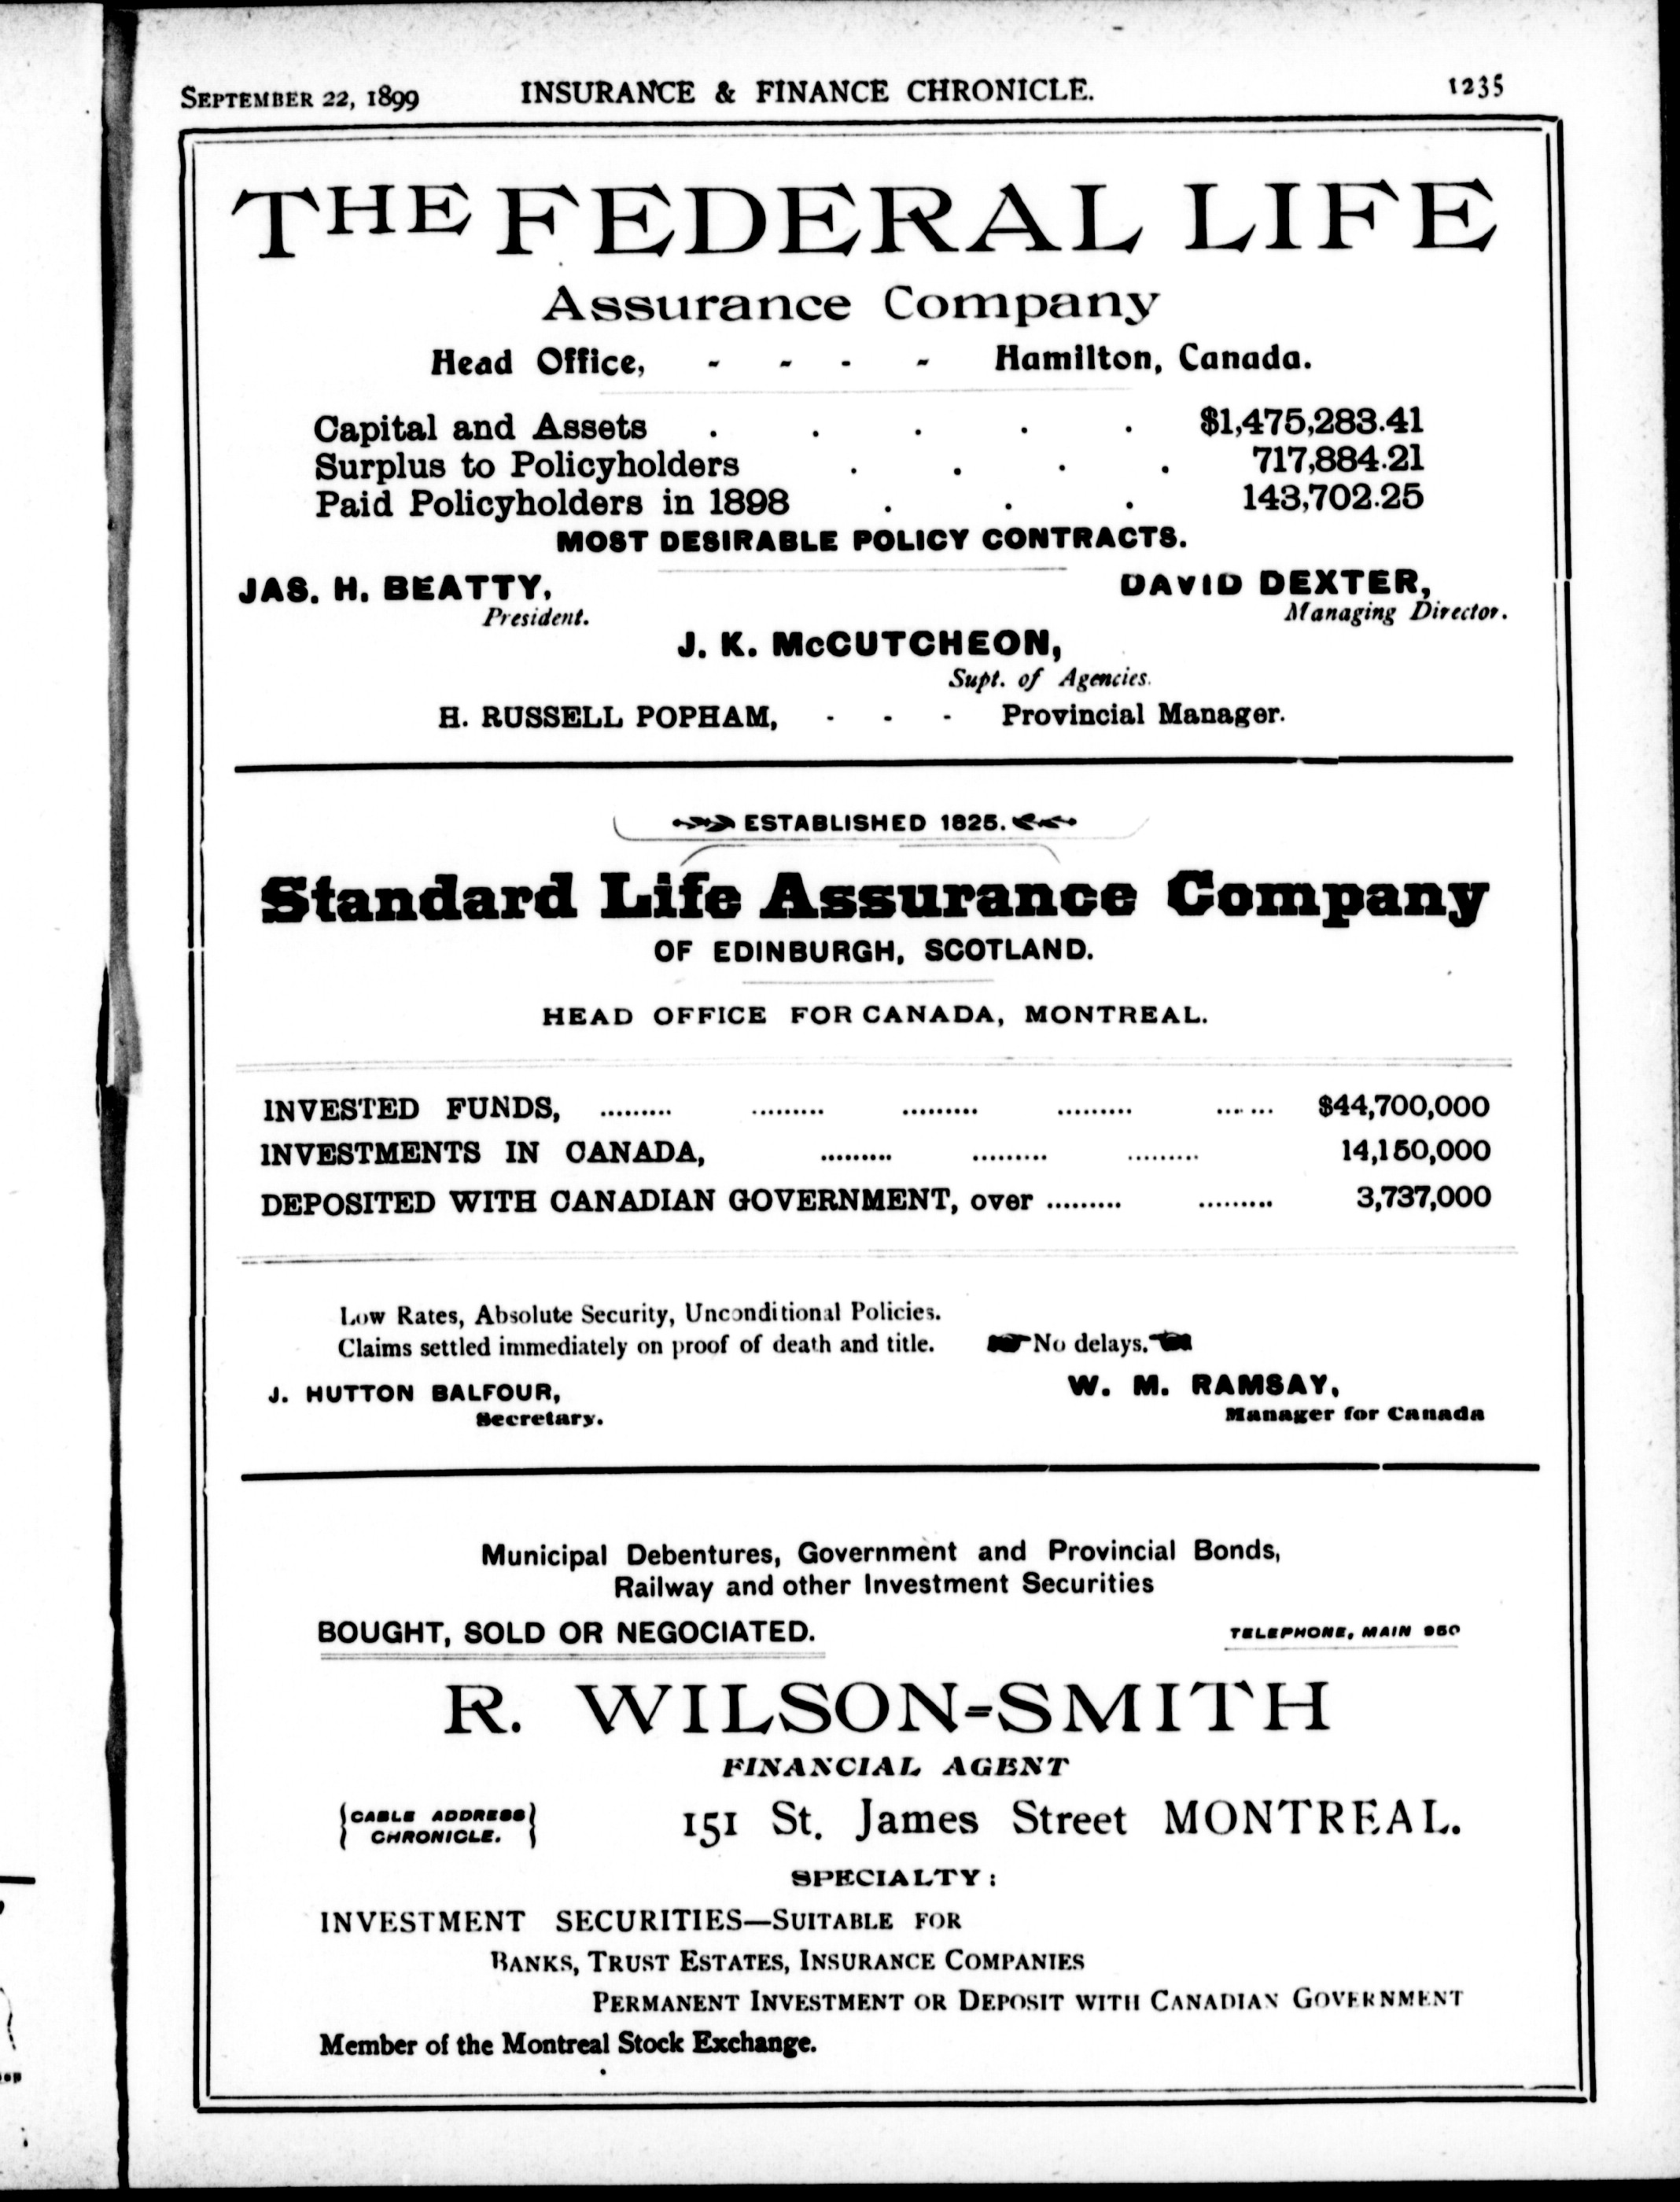 SEPTEMBER 22, 1899 INSURANCE & FINANCE CHRONICLE. 1235
THE FEDERAL LIFE
Assurance Company
Head Office, - - - - Hamilton, Canada.
Capital and Assets . . . . . $1,475,283.41
Surplus to Policyholders . . . . 717,884.21
Paid Policyholders in 1898 . . . 143,702.25
MOST DESIRABLE POLICY CONTRACTS.
JAS. H. BEATTY, DAVID DEXTER,
President. Managing Director.
J. K. McCUTCHEON,
Supt. of Agencies.
H. RUSSELL POPHAM, - - - Provincial Manager.
ESTABLISHED 1825.
Standard Life Assurance Company
OF EDINBURGH, SCOTLAND.
HEAD OFFICE FOR CANADA, MONTREAL.
INVESTED FUNDS, ......... ......... ......... ......... ...... $44,700,000
INVESTMENTS IN CANADA, ......... ......... ......... 14,150,000
DEPOSITED WITH CANADIAN GOVERNMENT, over ......... ......... 3,737,000
Low Rates, Absolute Security, Unconditional Policies.
Claims settled immediately on proof of death and title. No delays.
J. HUTTON BALFOUR, W. M. RAMSAY,
Secretary. Manager for Canada
Municipal Debentures, Government and Provincial Bonds,
Railway and other Investment Securities
BOUGHT, SOLD OR NEGOCIATED. TELEPHONE, MAIN 950
R. WILSON-SMITH
FINANCIAL AGENT
CABLE ADDRESS 151 St. James Street MONTREAL.
CHRONICLE.
SPECIALTY:
INVESTMENT SECURITIES—SUITABLE FOR
BANKS, TRUST ESTATES, INSURANCE COMPANIES
PERMANENT INVESTMENT OR DEPOSIT WITH CANADIAN GOVERNMENT
Member of the Montreal Stock Exchange.